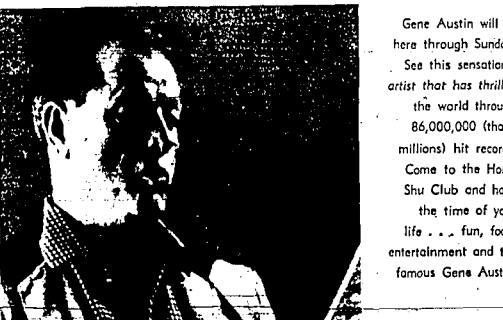 Gene Austin will
here through Sunda
See this sensation
artist that has thrill
the world throu
86,000,000 (tha
millions) hit recor
Come to the Ho
Shu Club and ha
the time of yo
life . . . fun, foo
entertainment and t
famous Gene Aust